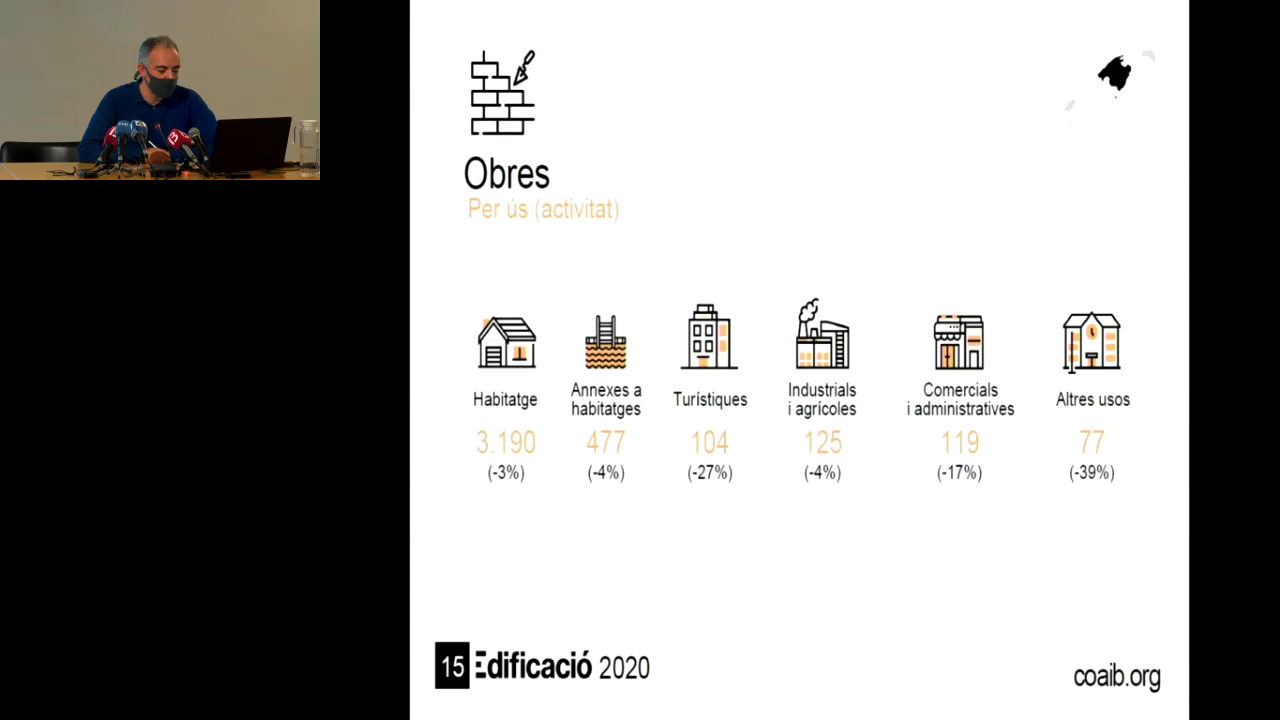 Obres
Per ús (activitat)
Habitatge
3.190
(-3%)
Annexes a
habitatges
477
(-4%)
Turístiques
104
(-27%)
Industrials
i agrícoles
125
(-4%)
Comercials
i administratives
119
(-17%)
Altres usos
77
(-39%)
15 Edificació 2020
coaib.org